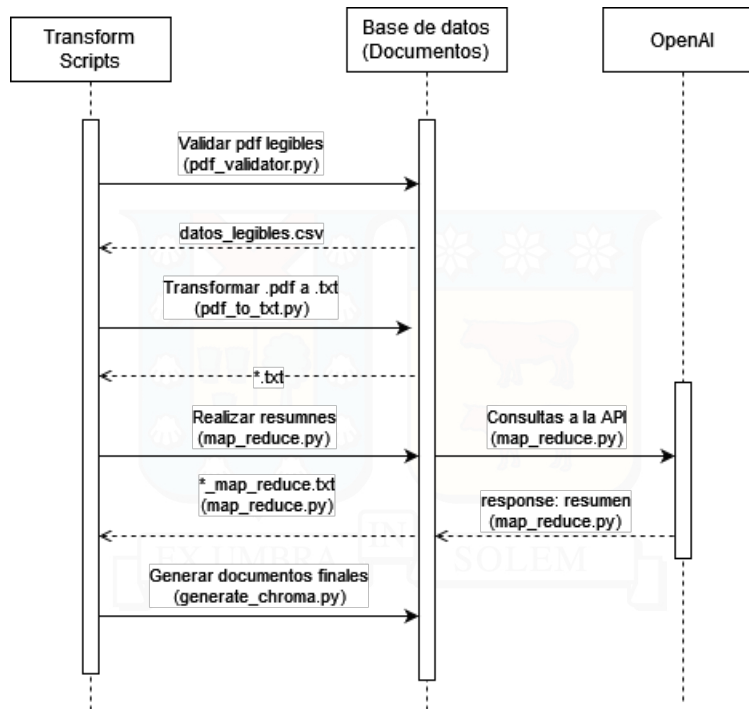 Transform
Scripts
Base de datos
(Documentos)
OpenAI
Validar pdf legibles
(pdf_validator.py)
datos_legibles.csv
Transformar .pdf a .txt
(pdf_to_txt.py)
*.txt
Realizar resumnes
(map_reduce.py)
Consultas a la API
(map_reduce.py)
*_map_reduce.txt
(map_reduce.py)
response: resumen
(map_reduce.py)
EX UMBRA IN SOLEM
Generar documentos finales
(generate_chroma.py)